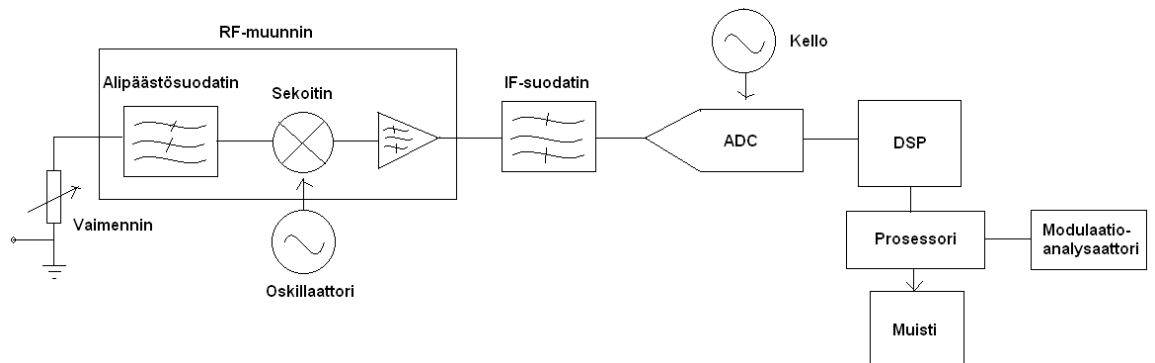 RF-muunnin
Alipäästösuodatin
Sekoitin
IF-suodatin
Kello
ADC
DSP
Vaimennin
Oskillaattori
Prosessori
Modulaatio-
analysaattori
Muisti